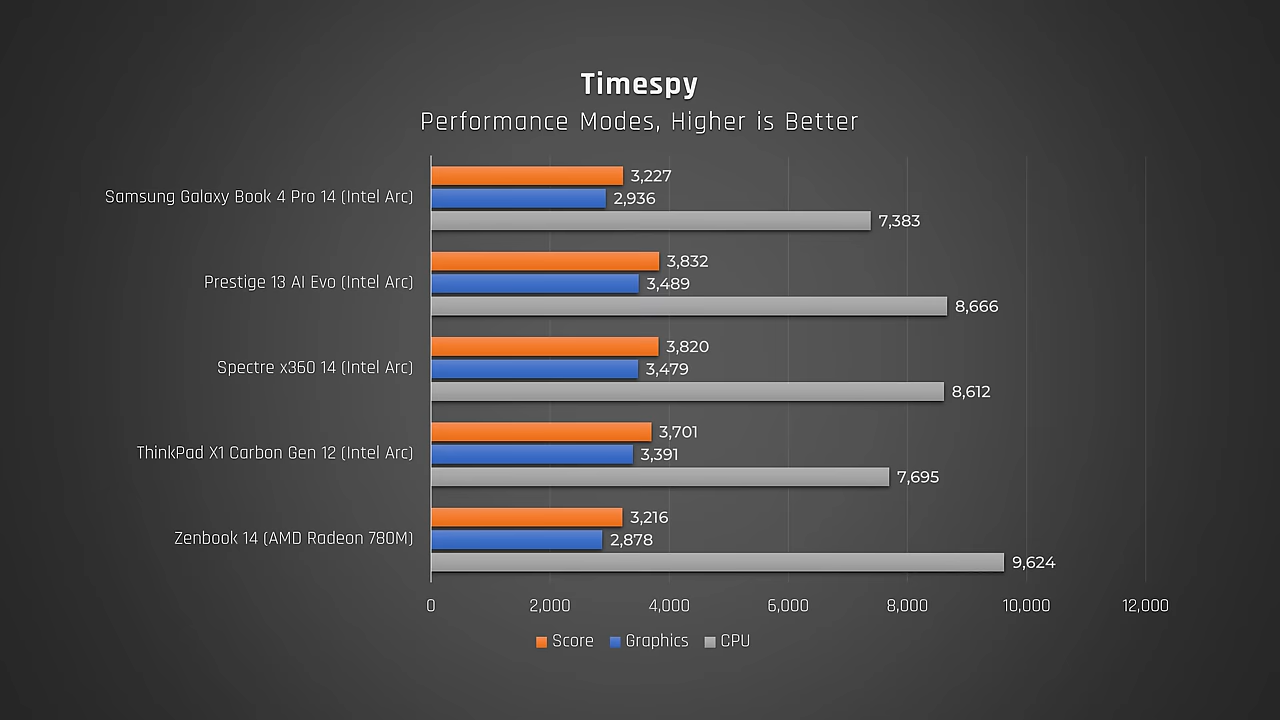 Timespy
Performance Modes, Higher is Better
Samsung Galaxy Book 4 Pro 14 (Intel Arc)
3,227
2,936
7,383
Prestige 13 AI Evo (Intel Arc)
3,832
3,489
8,666
Spectre x360 14 (Intel Arc)
3,820
3,479
8,612
ThinkPad X1 Carbon Gen 12 (Intel Arc)
3,701
3,391
7,695
Zenbook 14 (AMD Radeon 780M)
3,216
2,878
9,624
0 2,000 4,000 6,000 8,000 10,000 12,000
Score Graphics CPU